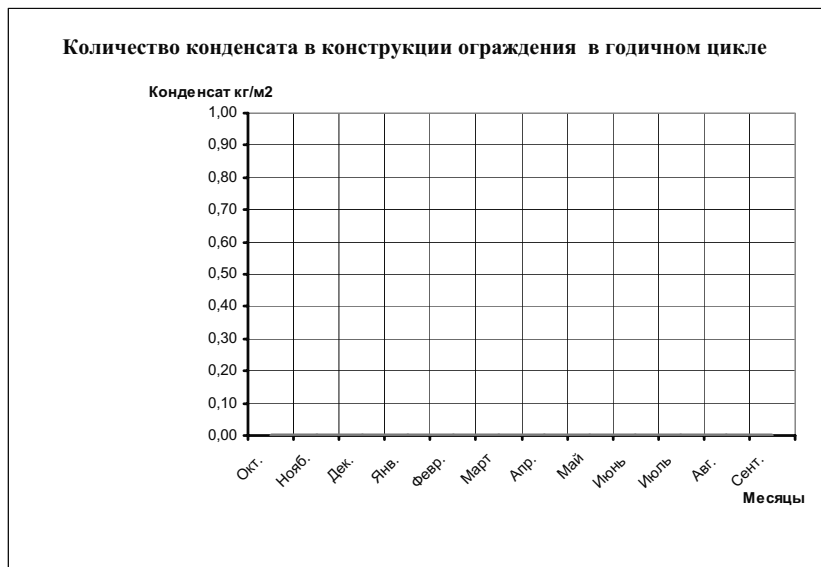 Количество конденсата в конструкции ограждения в годичном цикле
Конденсат кг/м2
1,00
0,90
0,80
0,70
0,60
0,50
0,40
0,30
0,20
0,10
0,00
Окт. Нояб. Дек. Янв. Февр. Март Апр. Май Июнь Июль Авг. Сент.
Месяцы